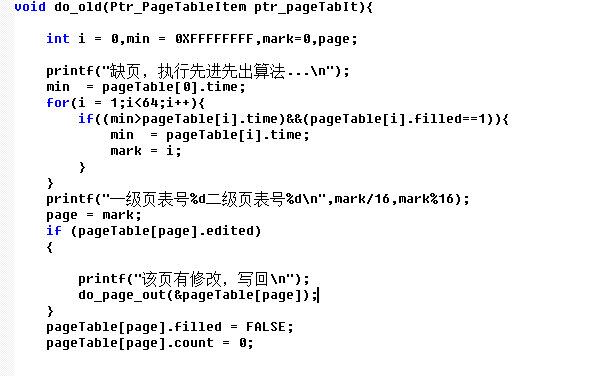 void do_old(Ptr_PageTableItem ptr_pageTabIt){
int i = 0,min = 0XFFFFFFFF,mark=0,page;
printf("缺页，执行先进先出算法...\n");
min  = pageTable[0].time;
for(i = 1;i<64;i++){
if((min>pageTable[i].time)&&(pageTable[i].filled==1)){
min  = pageTable[i].time;
mark = i;
}
}
printf("一级页表号%d二级页表号%d\n",mark/16,mark%16);
page = mark;
if (pageTable[page].edited)
{
printf("该页有修改，写回\n");
do_page_out(&pageTable[page]);
}
pageTable[page].filled = FALSE;
pageTable[page].count = 0;